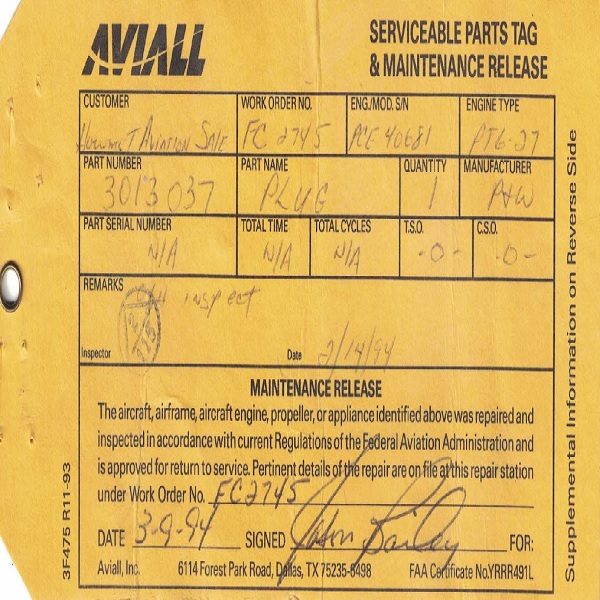 AVIALL
SERVICEABLE PARTS TAG
& MAINTENANCE RELEASE
CUSTOMER WORK ORDER NO. ENG./MOD. S/N ENGINE TYPE
Aviation Sale FC 2745 PCE 40681 PT6-27
PART NUMBER PART NAME QUANTITY MANUFACTURER
3013037 PLUG 1 P&W
PART SERIAL NUMBER TOTAL TIME TOTAL CYCLES T.S.O. C.S.O.
N/A N/A N/A -0- -0-
REMARKS
inspect
Inspector Date 2/14/94
MAINTENANCE RELEASE
The aircraft, airframe, aircraft engine, propeller, or appliance identified above was repaired and
inspected in accordance with current Regulations of the Federal Aviation Administration and
is approved for return to service. Pertinent details of the repair are on file at this repair station
under Work Order No. FC2745
DATE 3-9-94 SIGNED Jason Bailey FOR:
Aviall, Inc. 6114 Forest Park Road, Dallas, TX 75235-6498 FAA Certificate No.YRRR491L
3F475 R11-93
Supplemental Information on Reverse Side